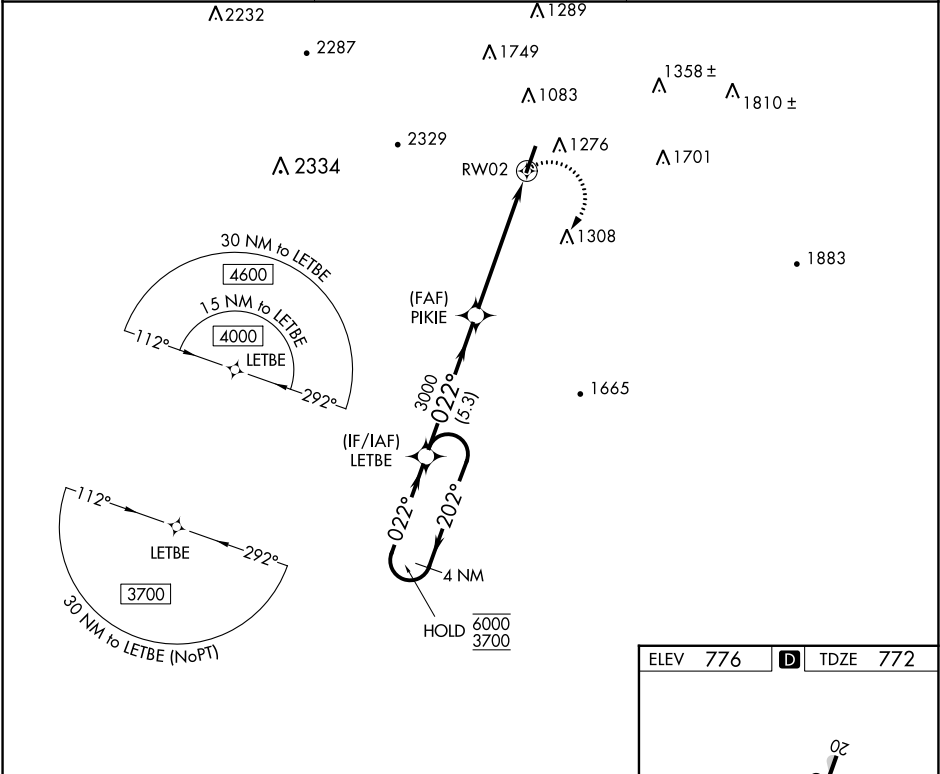 2232
1289
2287
1749
1358 ±
1083
1810 ±
2329
1276
2334
RW02
1701
1308
30 NM to LETBE
4600
1883
15 NM to LETBE
(FAF)
PIKIE
4000
112°
LETBE
292°
3000
022°
(5.3)
1665
(IF/IAF)
LETBE
112°
022°
202°
LETBE
292°
4 NM
3700
30 NM to LETBE (NoPT)
HOLD 6000
3700
ELEV 776 D TDZE 772
20